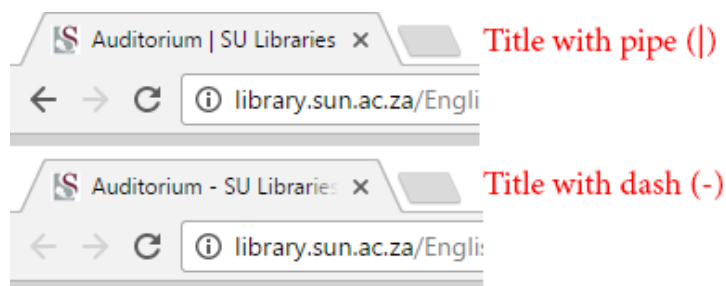 Auditorium | SU Libraries
Title with pipe (|)
library.sun.ac.za/Engli
Auditorium - SU Libraries
Title with dash (-)
library.sun.ac.za/Englis